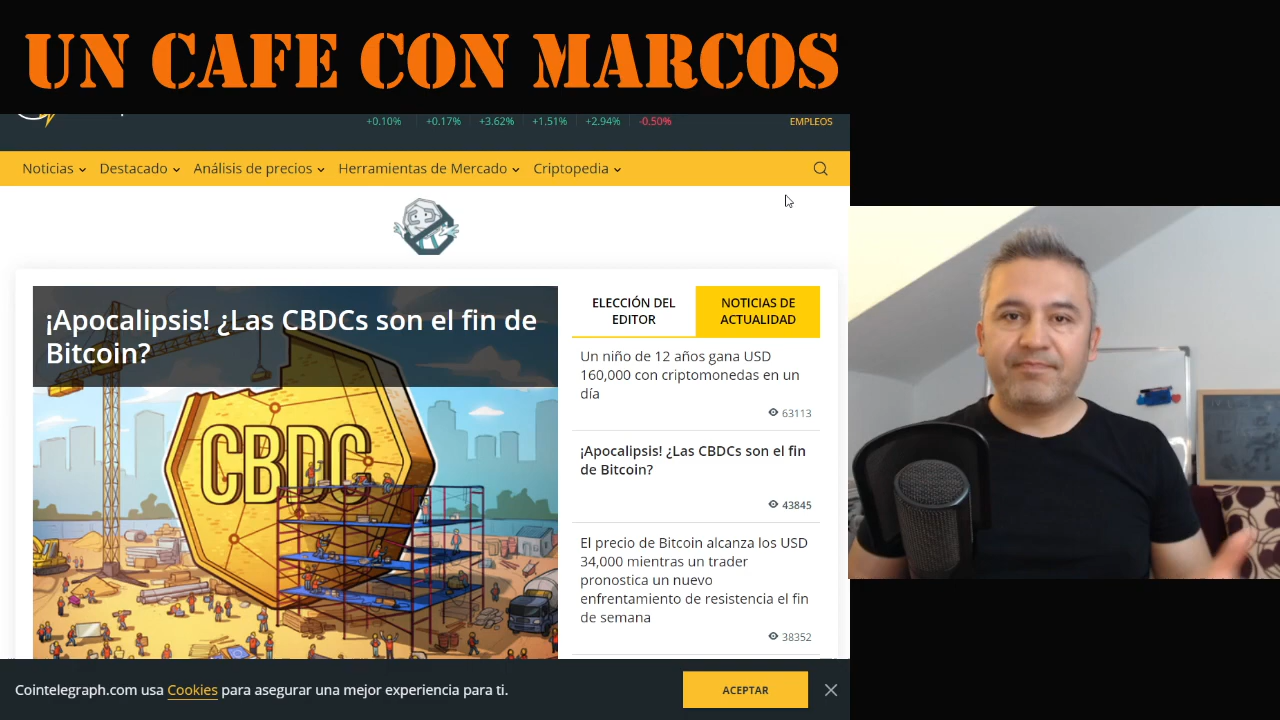 UN CAFE CON MARCOS
+0.10% +0.17% +3.62% +1.51% +2.94% -0.50%
EMPLEOS
Noticias Destacado Análisis de precios Herramientas de Mercado Criptopedia
¡Apocalipsis! ¿Las CBDCs son el fin de
Bitcoin?
CBDC
ELECCIÓN DEL
EDITOR
NOTICIAS DE
ACTUALIDAD
Un niño de 12 años gana USD
160,000 con criptomonedas en un
día
63113
¡Apocalipsis! ¿Las CBDCs son el fin
de Bitcoin?
43845
El precio de Bitcoin alcanza los USD
34,000 mientras un trader
pronostica un nuevo
enfrentamiento de resistencia el fin
de semana
38352
Cointelegraph.com usa Cookies para asegurar una mejor experiencia para ti.
ACEPTAR